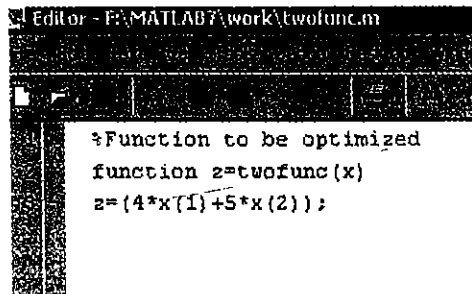 Editor - F:\MATLAB7\work\twofunc.m
%Function to be optimized
function z=twofunc(x)
z=(4*x(1)+5*x(2));